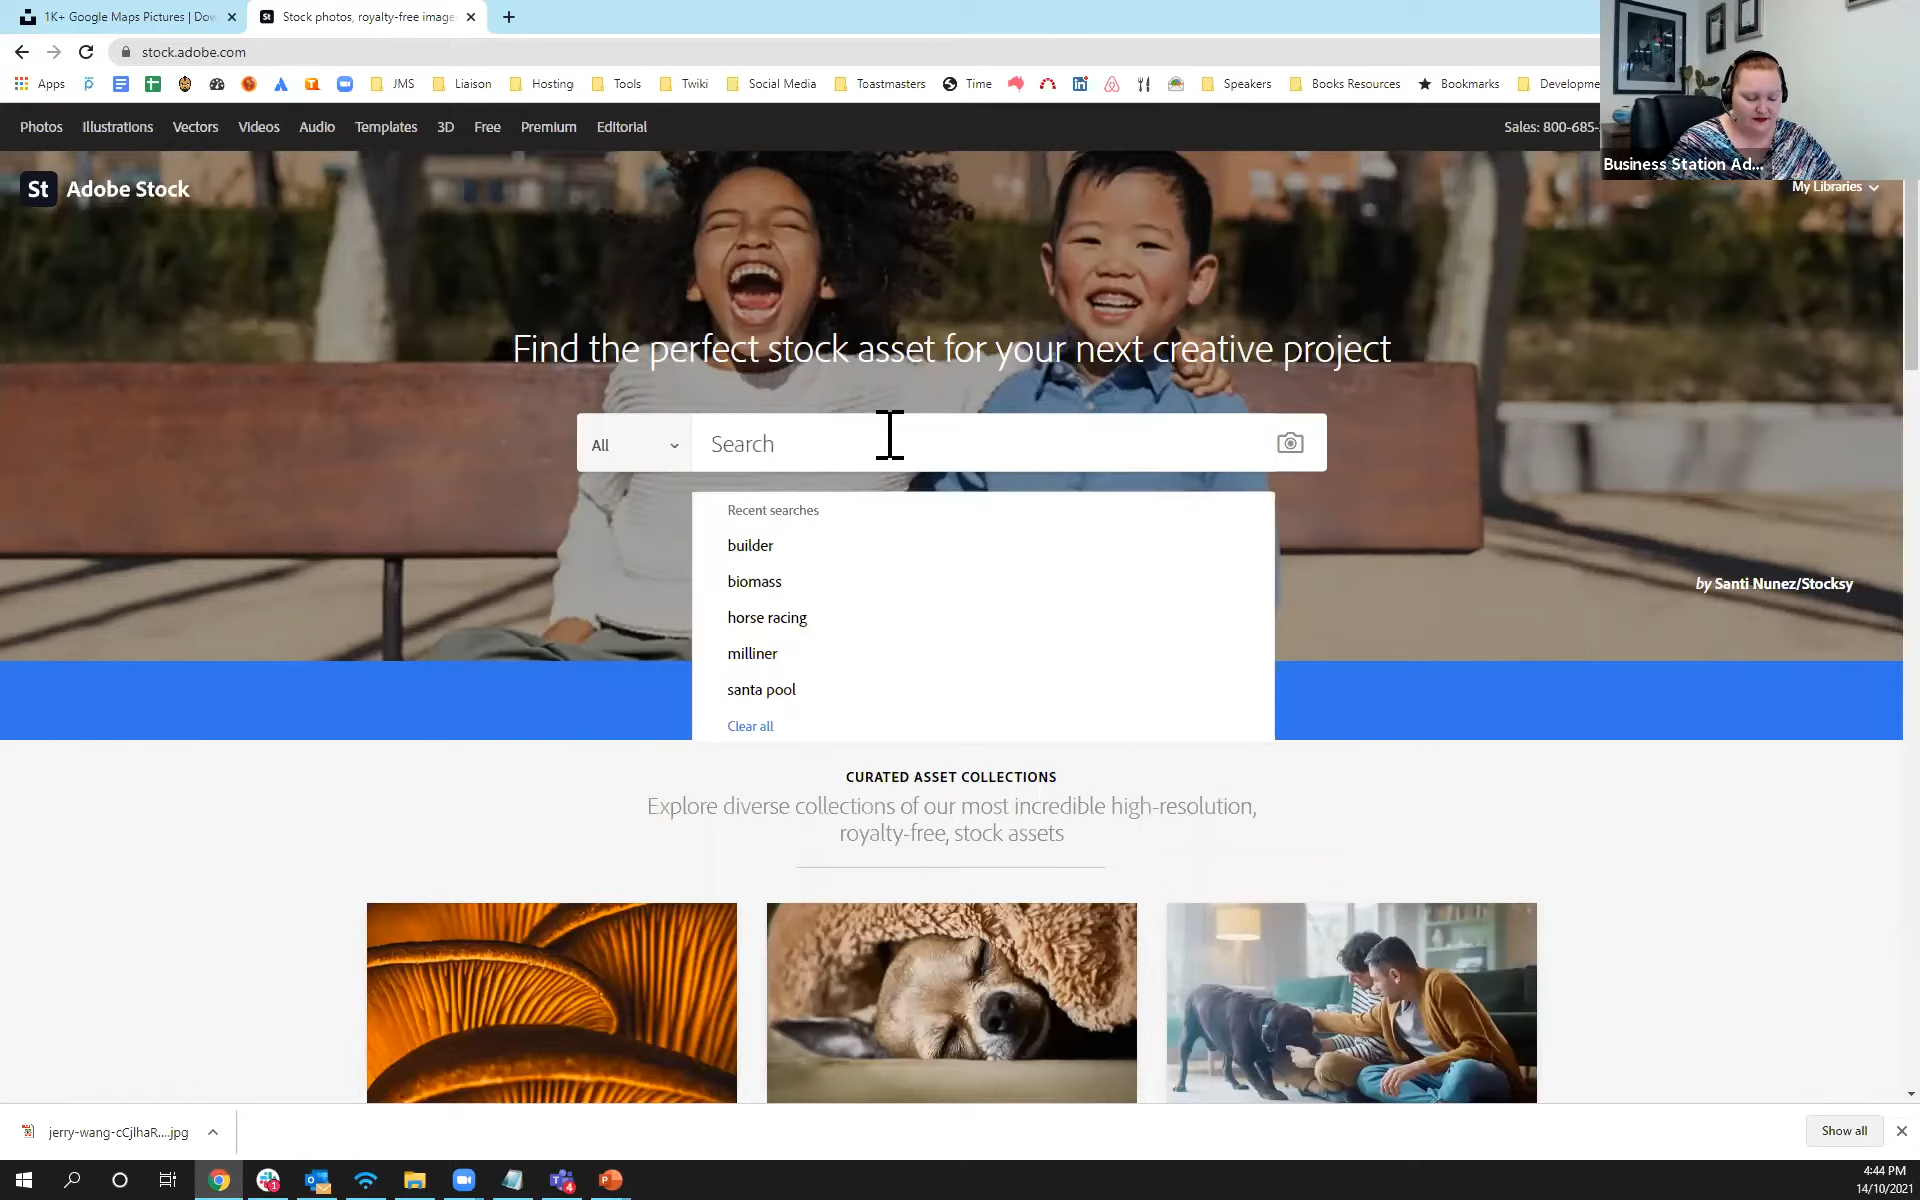 1K+ Google Maps Pictures | Dow
Stock photos, royalty-free image
stock.adobe.com
Apps
JMS
Liaison
Hosting
Tools
Twiki
Social Media
Toastmasters
Time
Speakers
Books Resources
Bookmarks
Developme
Photos
Illustrations
Vectors
Videos
Audio
Templates
3D
Free
Premium
Editorial
Sales: 800-685-
Business Station Ad...
St Adobe Stock
My Libraries
Find the perfect stock asset for your next creative project
All
Search
Recent searches
builder
biomass
by Santi Nunez/Stocksy
horse racing
milliner
santa pool
Clear all
CURATED ASSET COLLECTIONS
Explore diverse collections of our most incredible high-resolution,
royalty-free, stock assets
jerry-wang-cCjlhaR....jpg
Show all
4:44 PM
14/10/2021